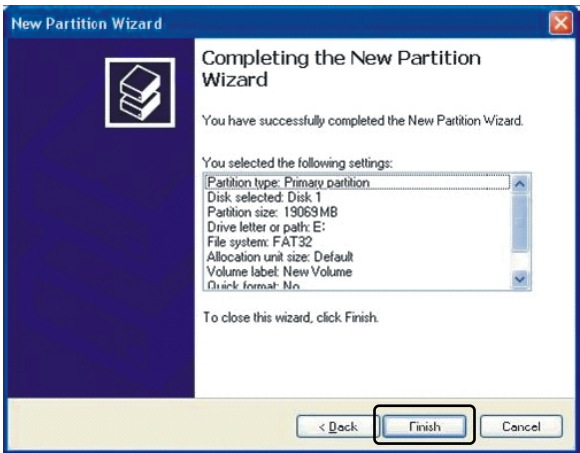 New Partition Wizard
Completing the New Partition
Wizard
You have successfully completed the New Partition Wizard.
You selected the following settings:
Partition type: Primary partition
Disk selected: Disk 1
Partition size: 19069 MB
Drive letter or path: E:
File system: FAT32
Allocation unit size: Default
Volume label: New Volume
Quick format: No
To close this wizard, click Finish.
< Back
Finish
Cancel